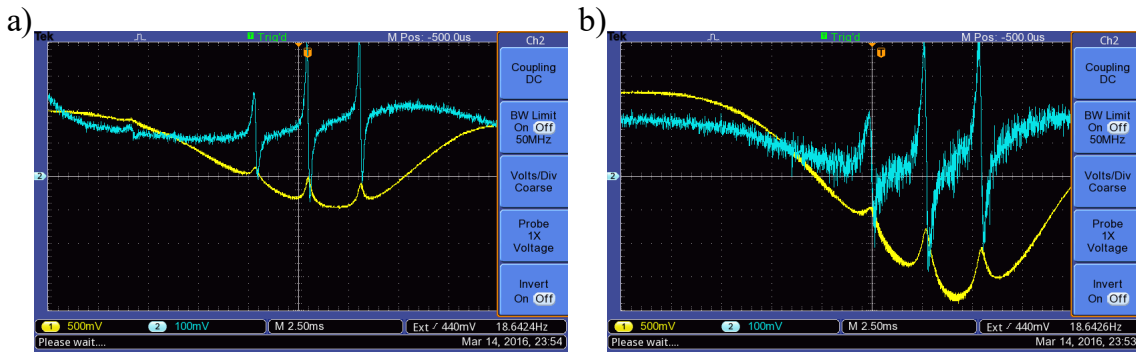 a)
Tek
T Trig'd
M Pos: -500.0us
Ch2
T
Coupling
DC
BW Limit
On Off
50MHz
2
Volts/Div
Coarse
Probe
1X
Voltage
Invert
On Off
1 500mV
2 100mV
M 2.50ms
Ext 440mV
18.6424Hz
Please wait....
Mar 14, 2016, 23:54
b)
Tek
T Trig'd
M Pos: -500.0us
Ch2
T
Coupling
DC
BW Limit
On Off
50MHz
2
Volts/Div
Coarse
Probe
1X
Voltage
Invert
On Off
1 500mV
2 100mV
M 2.50ms
Ext 440mV
18.6426Hz
Please wait....
Mar 14, 2016, 23:53